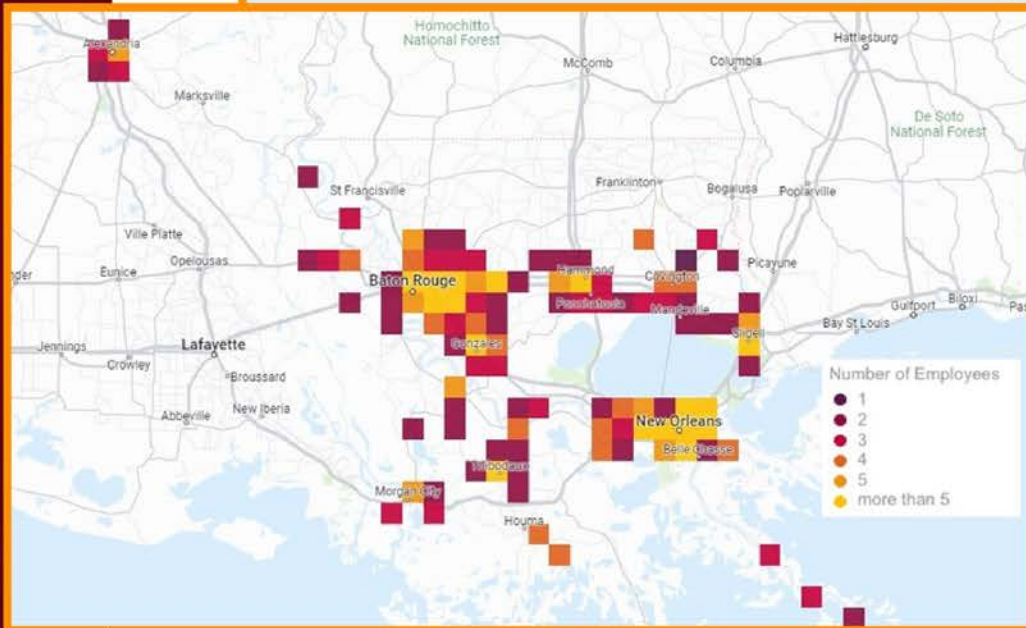 Homochitto
National Forest
Hattiesburg
Alexandria
McComb
Columbia
Marksville
De Soto
National Forest
St Francisville
Franklinton
Bogalusa
Poplarville
Ville Platte
Opelousas
Eunice
Baton Rouge
Hammond
Covington
Picayune
Ponchatoula
Mandeville
Gulfport
Biloxi
Bay St Louis
Slidell
Jennings
Lafayette
Crowley
Gonzales
Broussard
Abbeville
New Iberia
New Orleans
Belle Chasse
Thibodaux
Morgan City
Houma
Number of Employees
1
2
3
4
5
more than 5